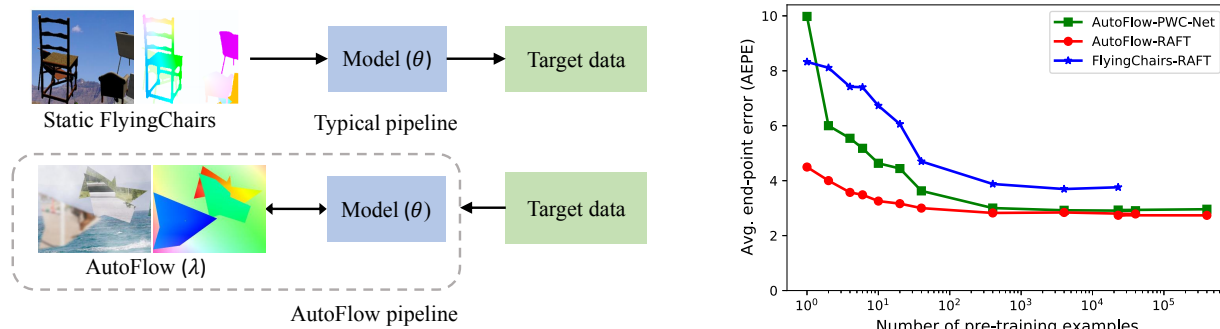 Static FlyingChairs
Model (θ)
Target data
Typical pipeline
AutoFlow (λ)
Model (θ)
Target data
AutoFlow pipeline
Avg. end-point error (AEPE)
10
8
6
4
2
0
AutoFlow-PWC-Net
AutoFlow-RAFT
FlyingChairs-RAFT
10⁰ 10¹ 10² 10³ 10⁴ 10⁵
Number of pre-training examples